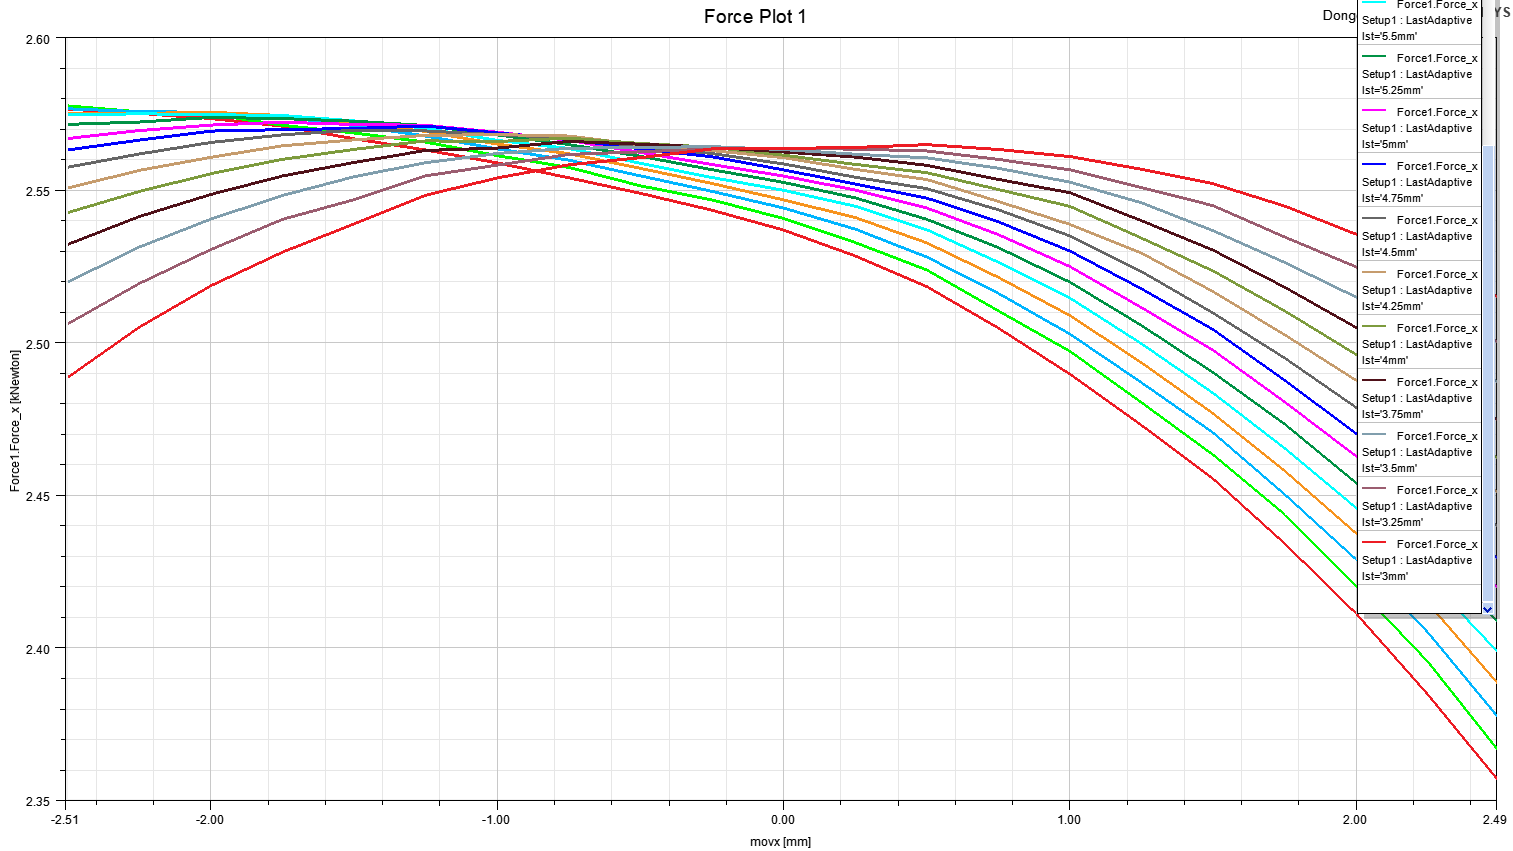 Force Plot 1
Dong
YS
2.60
2.55
2.50
2.45
2.40
2.35
Force1.Force_x [kNewton]
-2.51
-2.00
-1.00
0.00
1.00
2.00
2.49
movx [mm]
Force1.Force_x
Setup1 : LastAdaptive
lst='5.5mm'
Force1.Force_x
Setup1 : LastAdaptive
lst='5.25mm'
Force1.Force_x
Setup1 : LastAdaptive
lst='5mm'
Force1.Force_x
Setup1 : LastAdaptive
lst='4.75mm'
Force1.Force_x
Setup1 : LastAdaptive
lst='4.5mm'
Force1.Force_x
Setup1 : LastAdaptive
lst='4.25mm'
Force1.Force_x
Setup1 : LastAdaptive
lst='4mm'
Force1.Force_x
Setup1 : LastAdaptive
lst='3.75mm'
Force1.Force_x
Setup1 : LastAdaptive
lst='3.5mm'
Force1.Force_x
Setup1 : LastAdaptive
lst='3.25mm'
Force1.Force_x
Setup1 : LastAdaptive
lst='3mm'